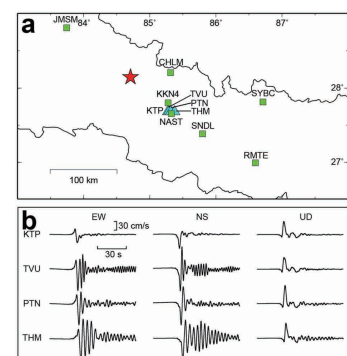 a
84° 85° 86° 87°
JMSM
CHLM
28°
KKN4 TVU SYBC
PTN
KTP THM
NAST
SNDL
RMTE 27°
100 km
b
EW NS UD
30 cm/s
KTP
30 s
TVU
PTN
THM